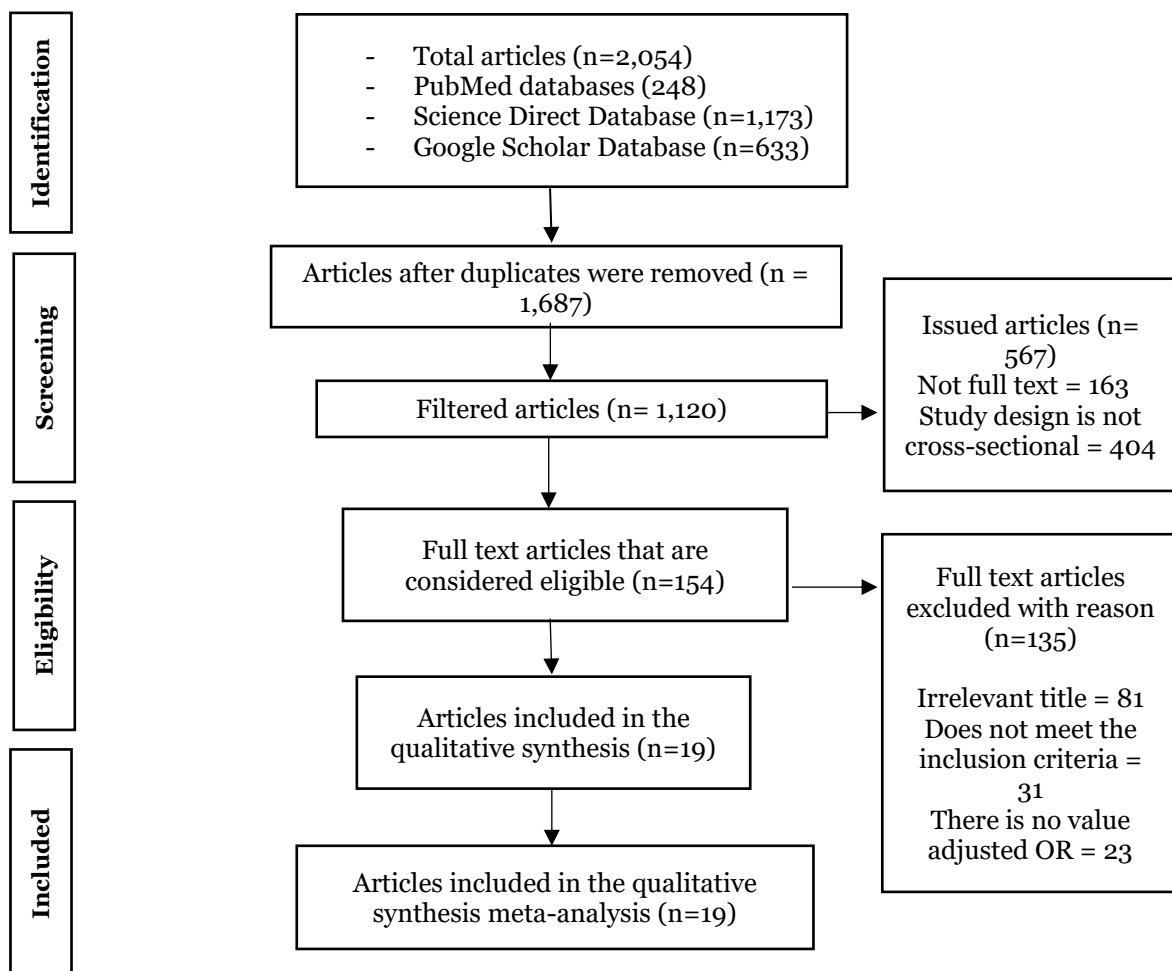 Identification
- Total articles (n=2,054)
- PubMed databases (248)
- Science Direct Database (n=1,173)
- Google Scholar Database (n=633)
Screening
Articles after duplicates were removed (n =
1,687)
Filtered articles (n= 1,120)
Issued articles (n=
567)
Not full text = 163
Study design is not
cross-sectional = 404
Eligibility
Full text articles that are
considered eligible (n=154)
Full text articles
excluded with reason
(n=135)
Irrelevant title = 81
Does not meet the
inclusion criteria =
31
There is no value
adjusted OR = 23
Articles included in the
qualitative synthesis (n=19)
Included
Articles included in the qualitative
synthesis meta-analysis (n=19)